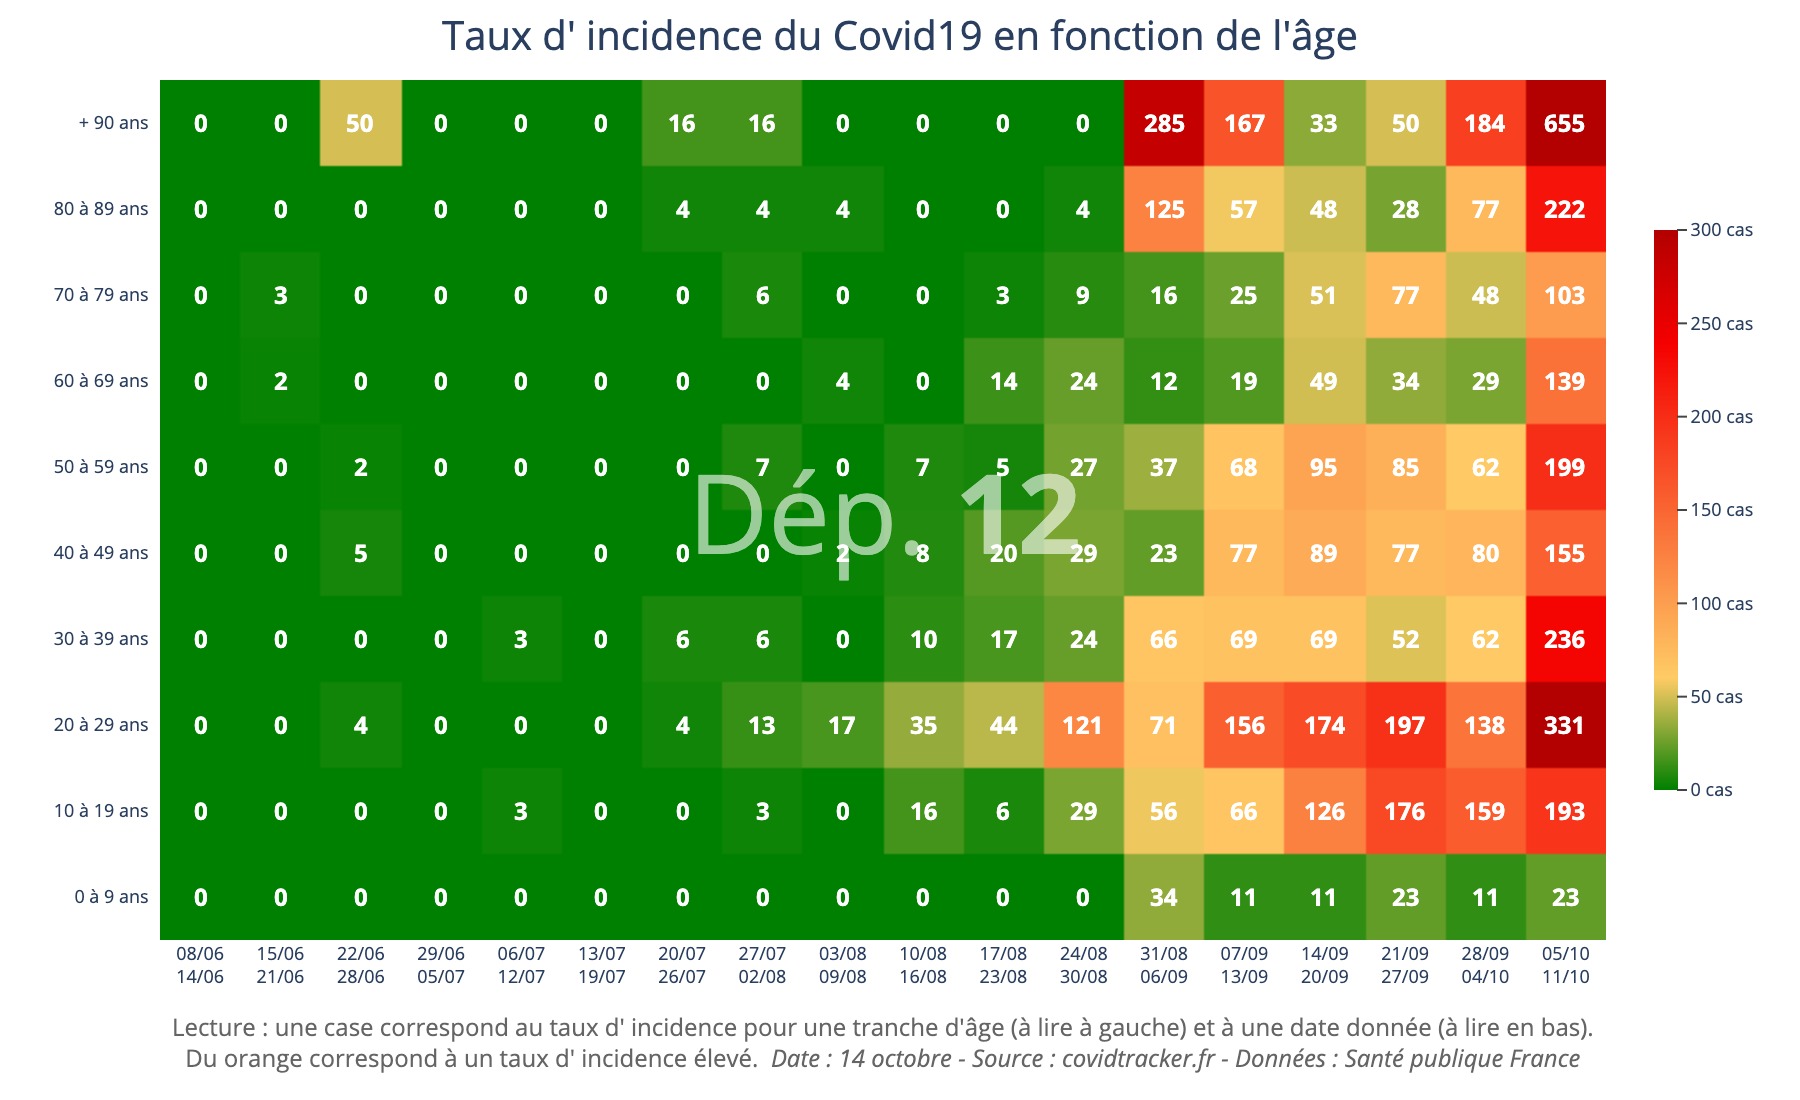 Taux d' incidence du Covid19 en fonction de l'âge
+ 90 ans 0 0 50 0 0 0 16 16 0 0 0 0 285 167 33 50 184 655
80 à 89 ans 0 0 0 0 0 0 4 4 4 0 0 4 125 57 48 28 77 222
70 à 79 ans 0 3 0 0 0 0 0 6 0 0 3 9 16 25 51 77 48 103
60 à 69 ans 0 2 0 0 0 0 0 0 4 0 14 24 12 19 49 34 29 139
50 à 59 ans 0 0 2 0 0 0 0 7 0 7 5 27 37 68 95 85 62 199
Dép. 12
40 à 49 ans 0 0 5 0 0 0 0 0 2 8 20 29 23 77 89 77 80 155
30 à 39 ans 0 0 0 0 3 0 6 6 0 10 17 24 66 69 69 52 62 236
20 à 29 ans 0 0 4 0 0 0 4 13 17 35 44 121 71 156 174 197 138 331
10 à 19 ans 0 0 0 0 3 0 0 3 0 16 6 29 56 66 126 176 159 193
0 à 9 ans 0 0 0 0 0 0 0 0 0 0 0 0 34 11 11 23 11 23
08/06 15/06 22/06 29/06 06/07 13/07 20/07 27/07 03/08 10/08 17/08 24/08 31/08 07/09 14/09 21/09 28/09 05/10
14/06 21/06 28/06 05/07 12/07 19/07 26/07 02/08 09/08 16/08 23/08 30/08 06/09 13/09 20/09 27/09 04/10 11/10
300 cas
250 cas
200 cas
150 cas
100 cas
50 cas
0 cas
Lecture : une case correspond au taux d' incidence pour une tranche d'âge (à lire à gauche) et à une date donnée (à lire en bas).
Du orange correspond à un taux d' incidence élevé. Date : 14 octobre - Source : covidtracker.fr - Données : Santé publique France